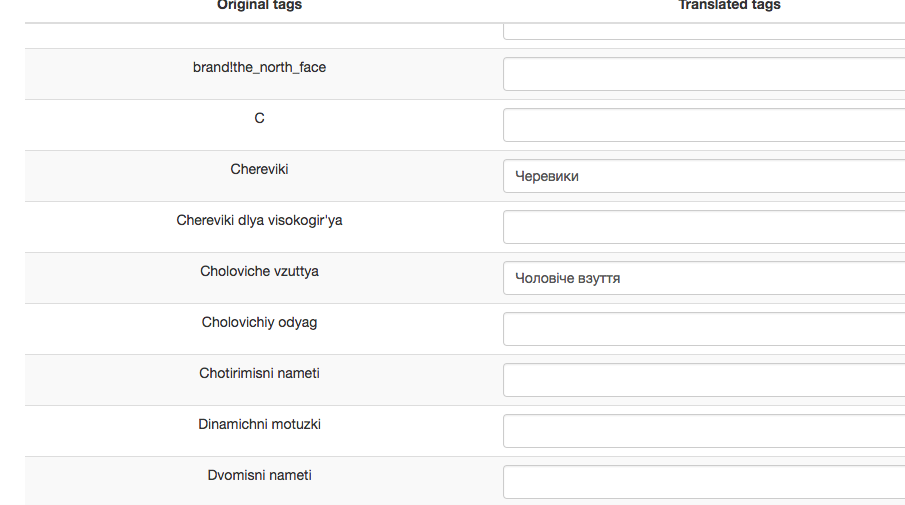 Original tags Translated tags
brand!the_north_face
C
Chereviki Черевики
Chereviki dlya visokogir'ya
Choloviche vzuttya Чоловіче взуття
Cholovichiy odyag
Chotirimisni nameti
Dinamichni motuzki
Dvomisni nameti